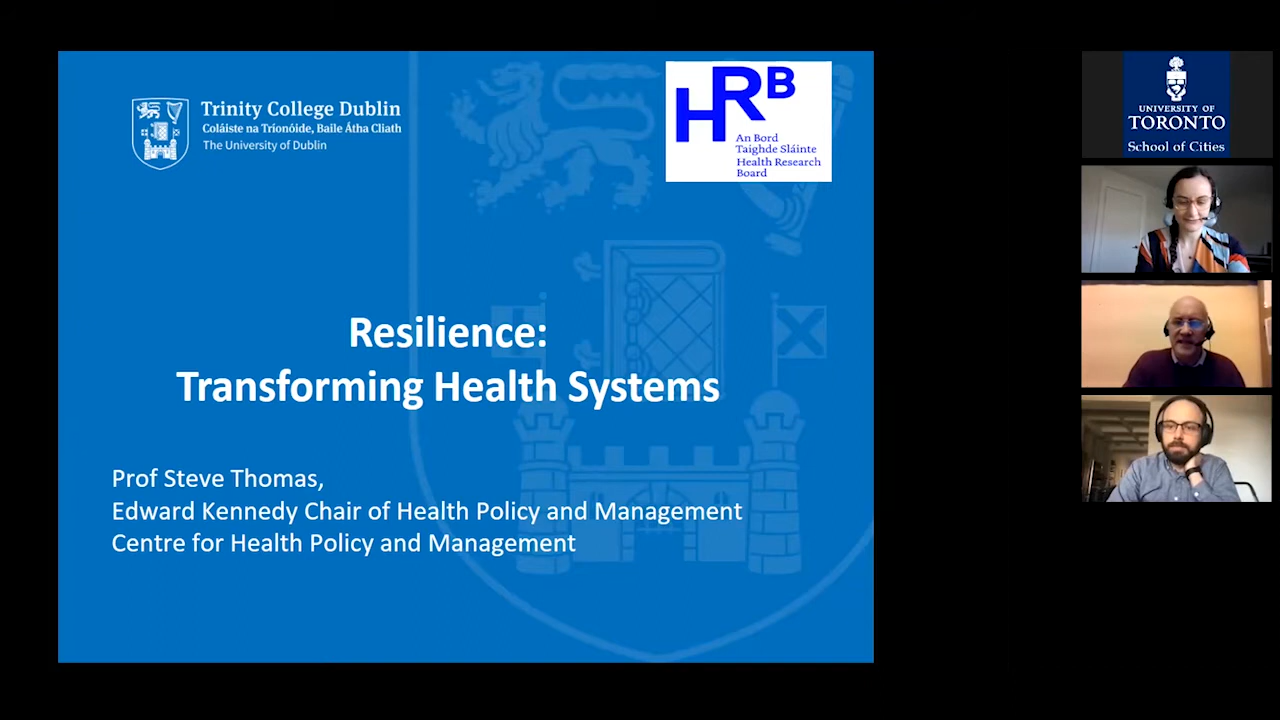 Trinity College Dublin
Coláiste na Tríonóide, Baile Átha Cliath
The University of Dublin
HRB
An Bord
Taighde Sláinte
Health Research
Board
Resilience:
Transforming Health Systems
Prof Steve Thomas,
Edward Kennedy Chair of Health Policy and Management
Centre for Health Policy and Management
UNIVERSITY OF
TORONTO
School of Cities